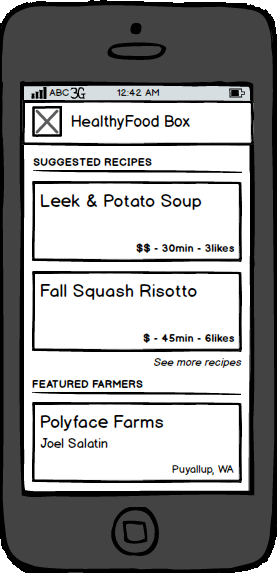 ABC 3G 12:42 AM
HealthyFood Box
SUGGESTED RECIPES
Leek & Potato Soup
$$ - 30min - 3likes
Fall Squash Risotto
$ - 45min - 6likes
See more recipes
FEATURED FARMERS
Polyface Farms
Joel Salatin
Puyallup, WA